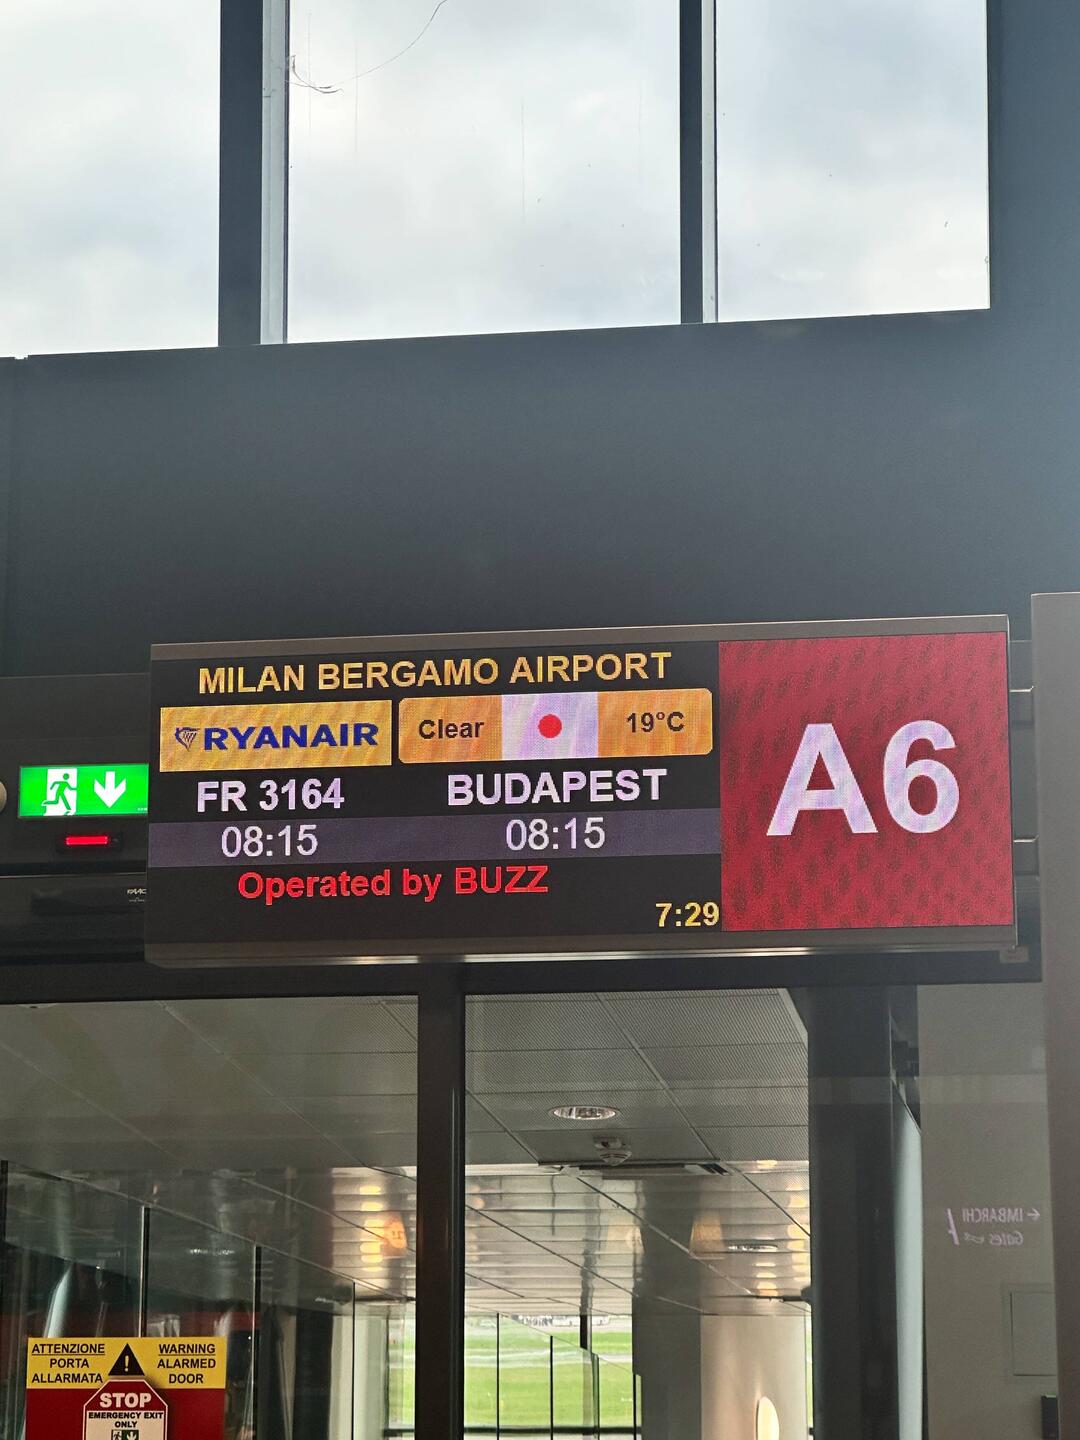 MILAN BERGAMO AIRPORT
RYANAIR
Clear 19°C
FR 3164 BUDAPEST
08:15 08:15
Operated by BUZZ
7:29
A6
FAAC
← IMBARCHI
Gates
ATTENZIONE
PORTA
ALLARMATA
WARNING
ALARMED
DOOR
STOP
EMERGENCY EXIT
ONLY